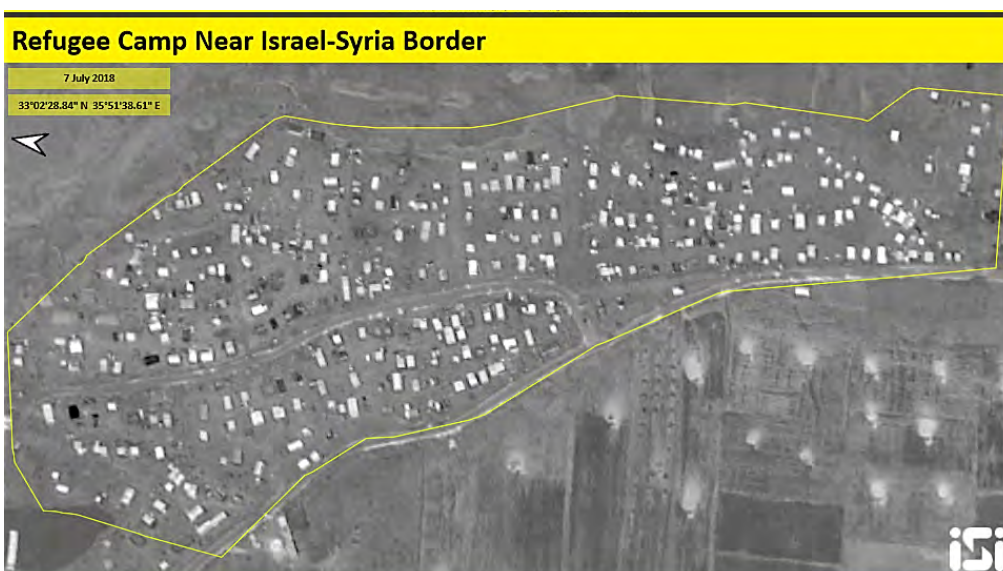 Refugee Camp Near Israel-Syria Border
7 July 2018
33°02'28.84" N 35°51'38.61" E
iSi